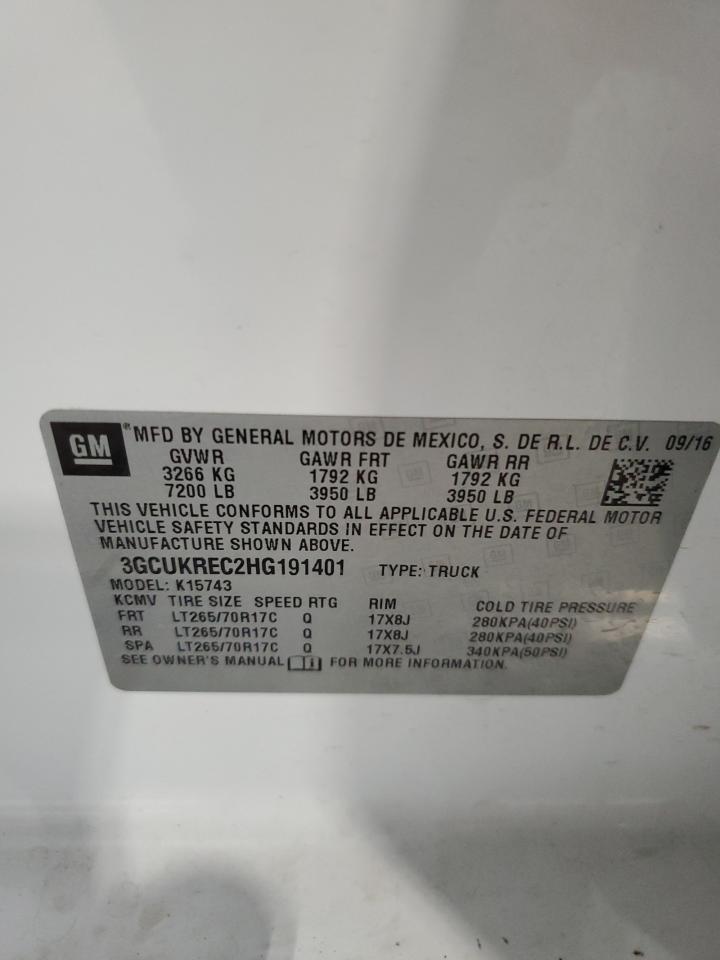 GM ® MFD BY GENERAL MOTORS DE MEXICO, S. DE R.L. DE C.V. 09/16
GVWR GAWR FRT GAWR RR
3266 KG 1792 KG 1792 KG
7200 LB 3950 LB 3950 LB
THIS VEHICLE CONFORMS TO ALL APPLICABLE U.S. FEDERAL MOTOR
VEHICLE SAFETY STANDARDS IN EFFECT ON THE DATE OF
MANUFACTURE SHOWN ABOVE.
3GCUKREC2HG191401 TYPE: TRUCK
MODEL: K15743
KCMV TIRE SIZE SPEED RTG RIM COLD TIRE PRESSURE
FRT LT265/70R17C Q 17X8J 280KPA(40PSI)
RR LT265/70R17C Q 17X8J 280KPA(40PSI)
SPA LT265/70R17C Q 17X7.5J 340KPA(50PSI)
SEE OWNER'S MANUAL FOR MORE INFORMATION.